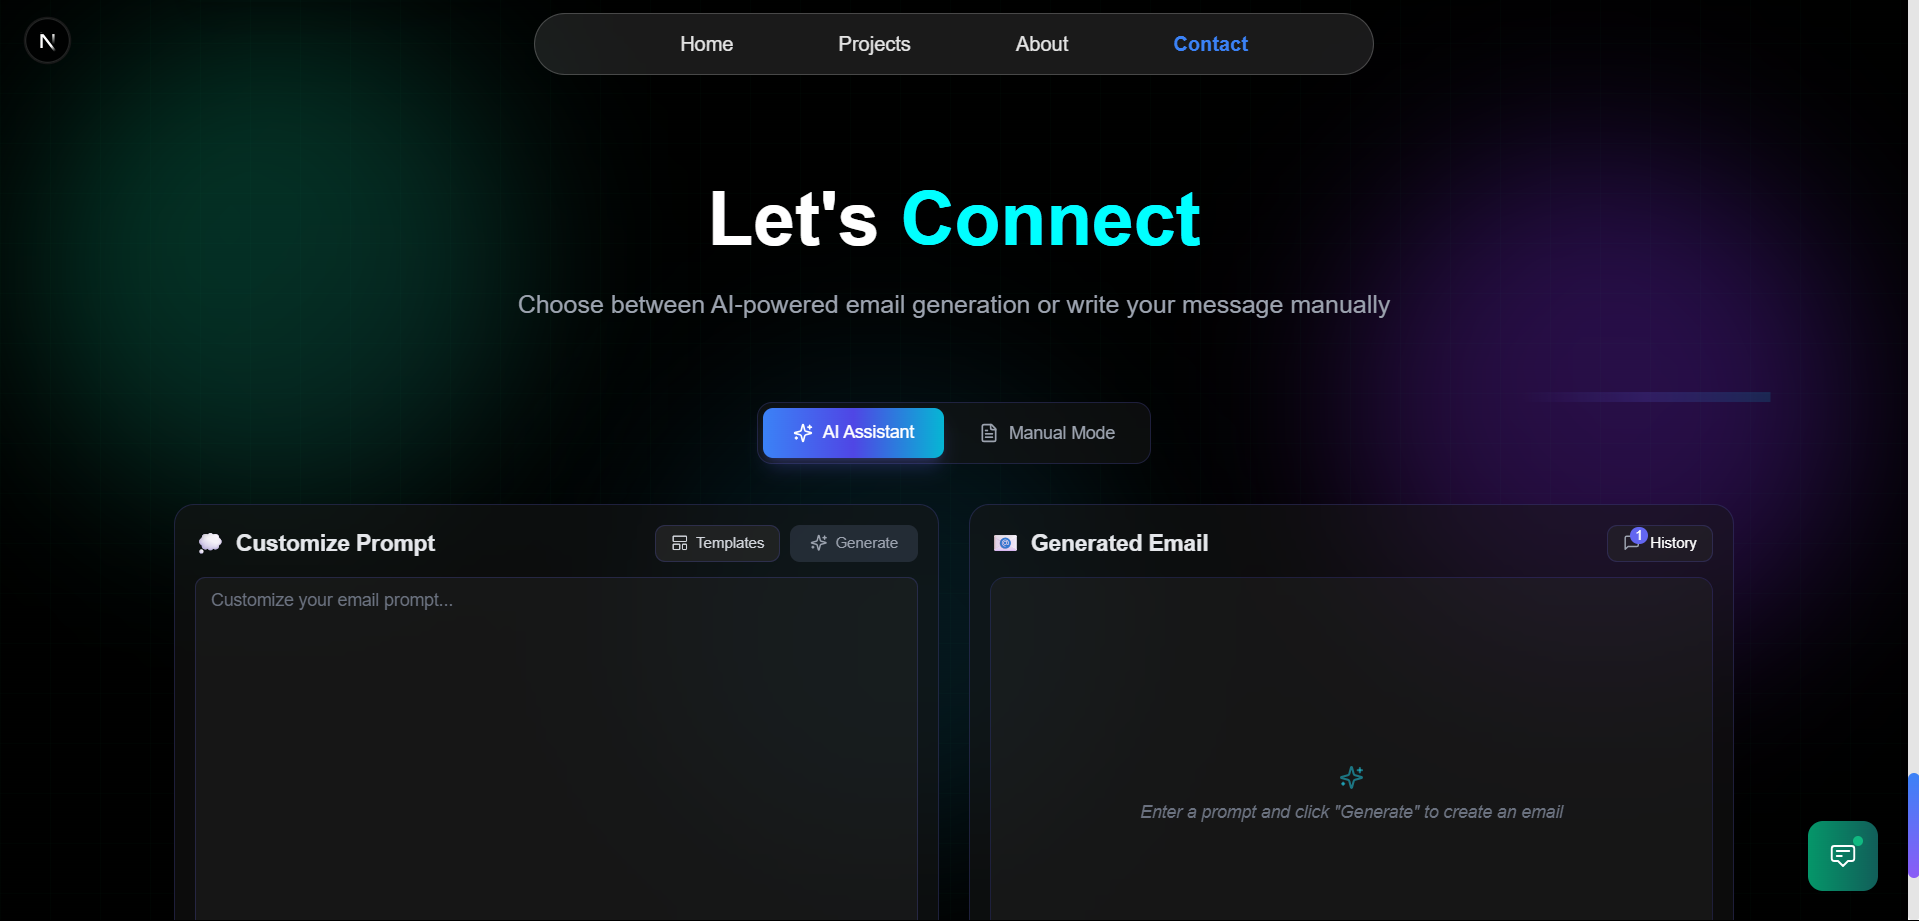 N
Home Projects About Contact
Let's Connect
Choose between AI-powered email generation or write your message manually
AI Assistant Manual Mode
Customize Prompt Templates Generate
Customize your email prompt...
Generated Email 1 History
Enter a prompt and click "Generate" to create an email